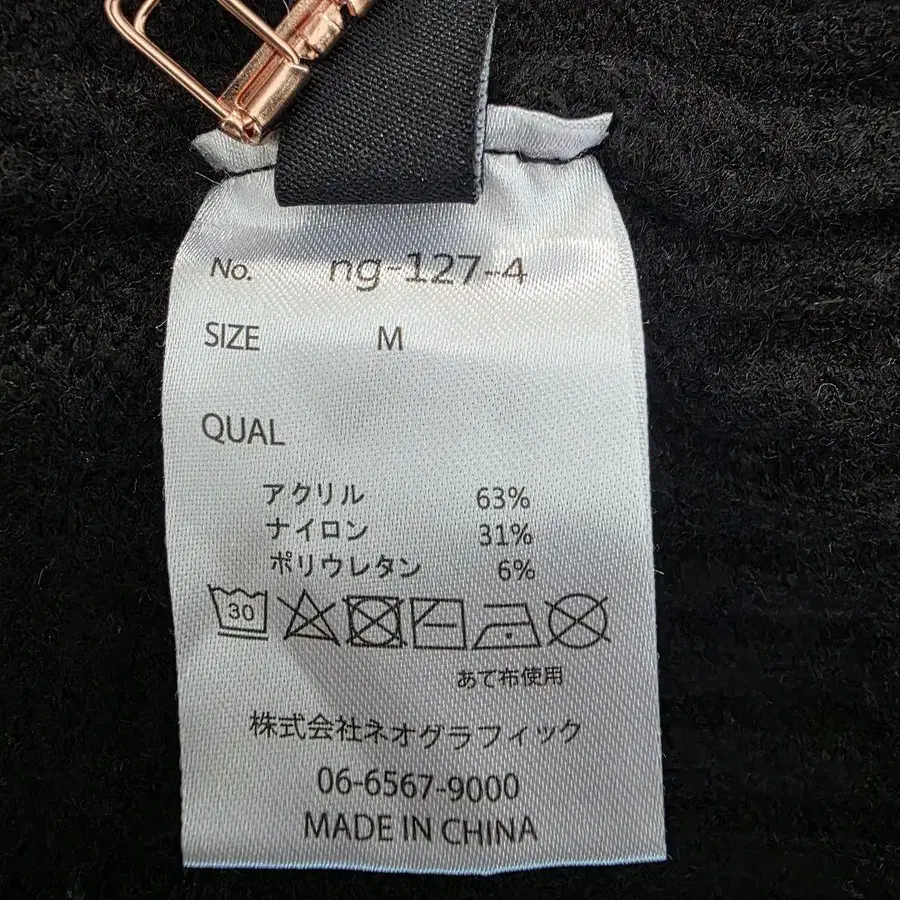 No. ng-127-4
SIZE M
QUAL
アクリル 63%
ナイロン 31%
ポリウレタン 6%
30
あて布使用
株式会社ネオグラフィック
06-6567-9000
MADE IN CHINA